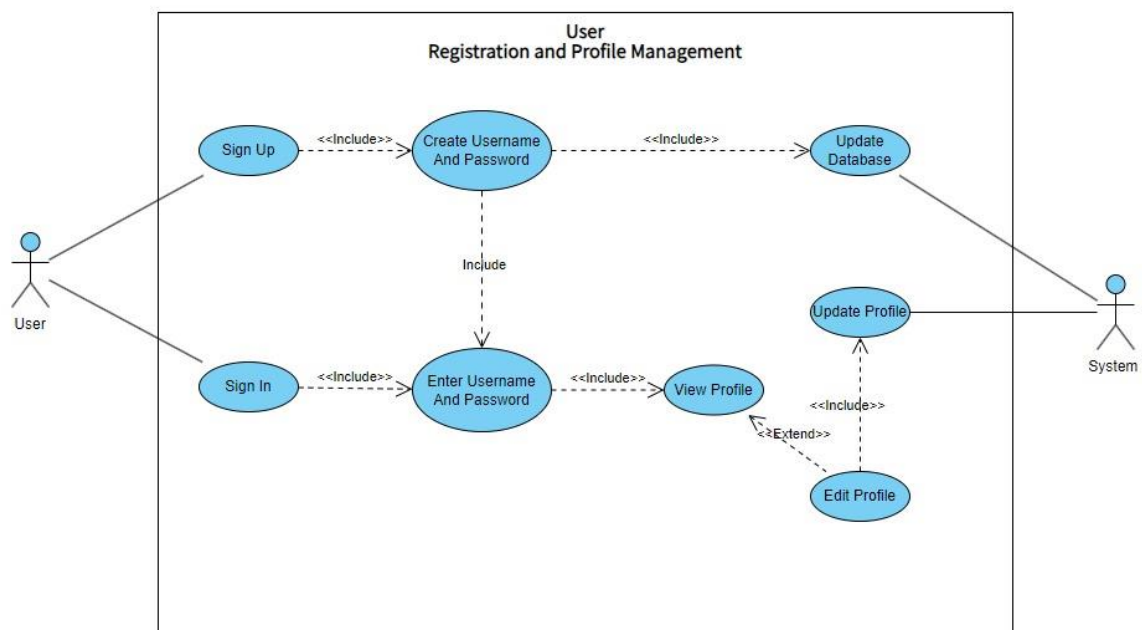 User
Registration and Profile Management
Sign Up
<<Include>>
Create Username
And Password
<<Include>>
Update
Database
Include
User
Update Profile
System
Sign In
<<Include>>
Enter Username
And Password
<<Include>>
View Profile
<<Include>>
<<Extend>>
Edit Profile